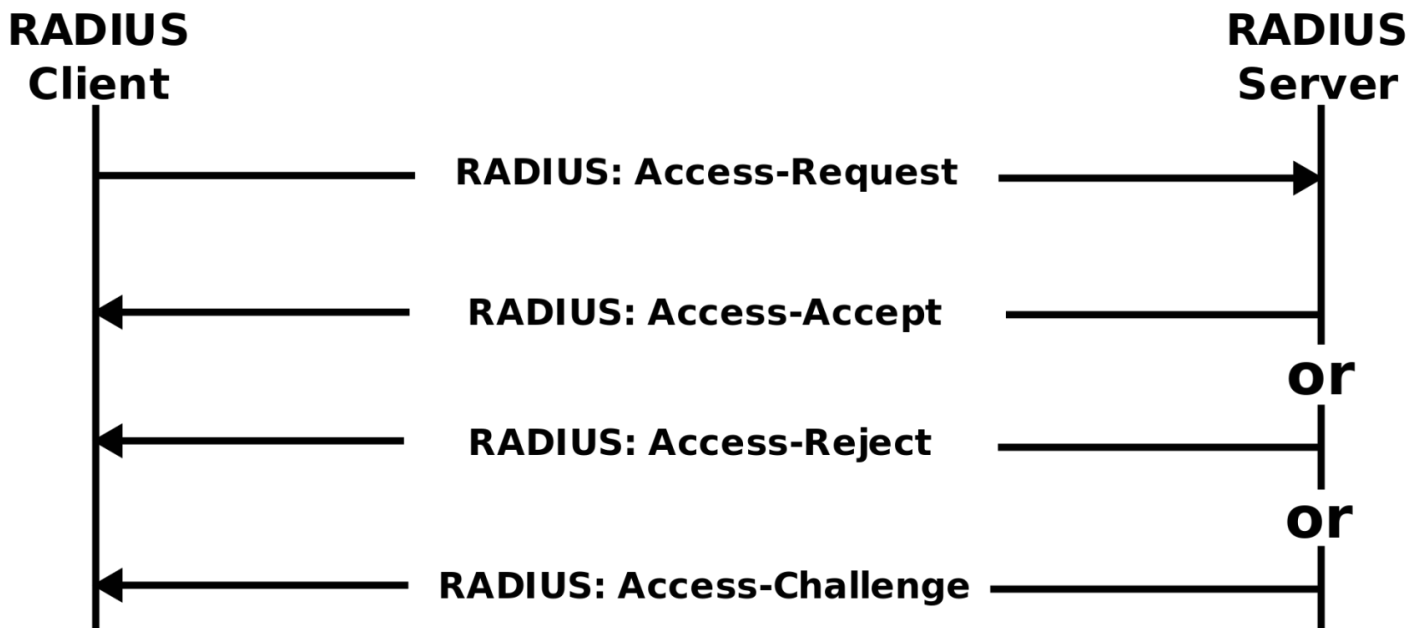 RADIUS
Client
RADIUS
Server
RADIUS: Access-Request
RADIUS: Access-Accept
or
RADIUS: Access-Reject
or
RADIUS: Access-Challenge